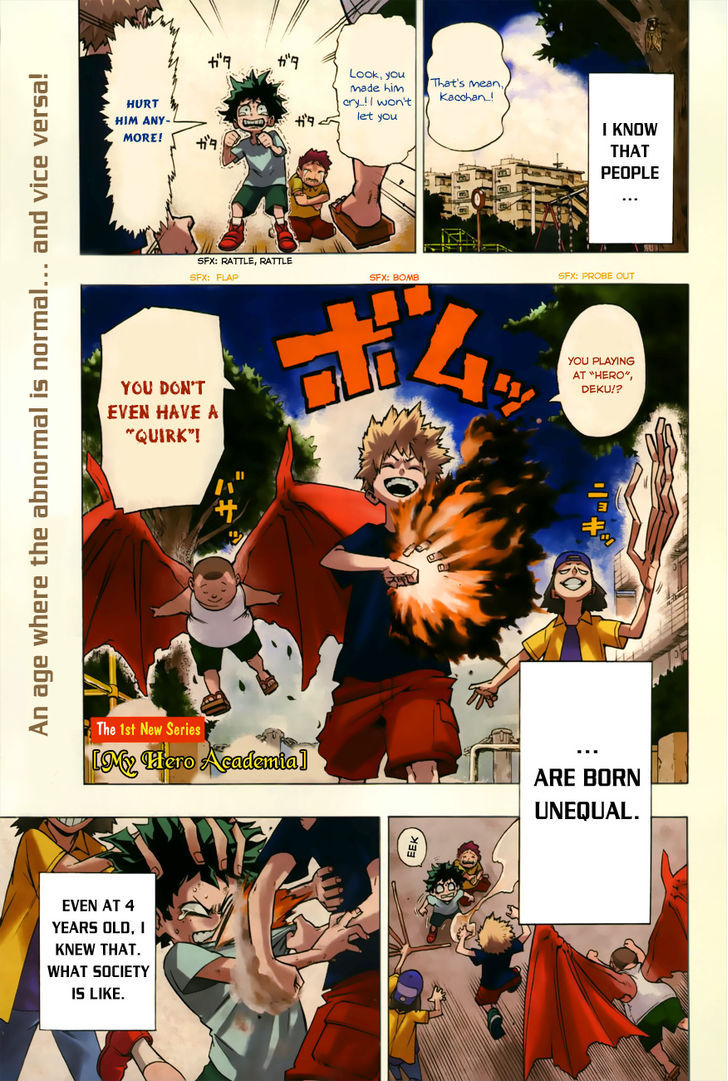 An age where the abnormal is normal... and vice versa!
That's mean,
Kacchan...!
I KNOW
THAT
PEOPLE
...
Look, you
made him
cry...! I won't
let you
HURT
HIM ANY-
MORE!
ガタ
ガタ
ガタ
ガタ
SFX: RATTLE, RATTLE
SFX: FLAP
SFX: BOMB
SFX: PROBE OUT
YOU PLAYING
AT "HERO",
DEKU!?
ボムッ
YOU DON'T
EVEN HAVE A
"QUIRK"!
バサッ
ニョキッ
The 1st New Series
[My Hero Academia]
...
ARE BORN
UNEQUAL.
EEK
EVEN AT 4
YEARS OLD, I
KNEW THAT.
WHAT SOCIETY
IS LIKE.